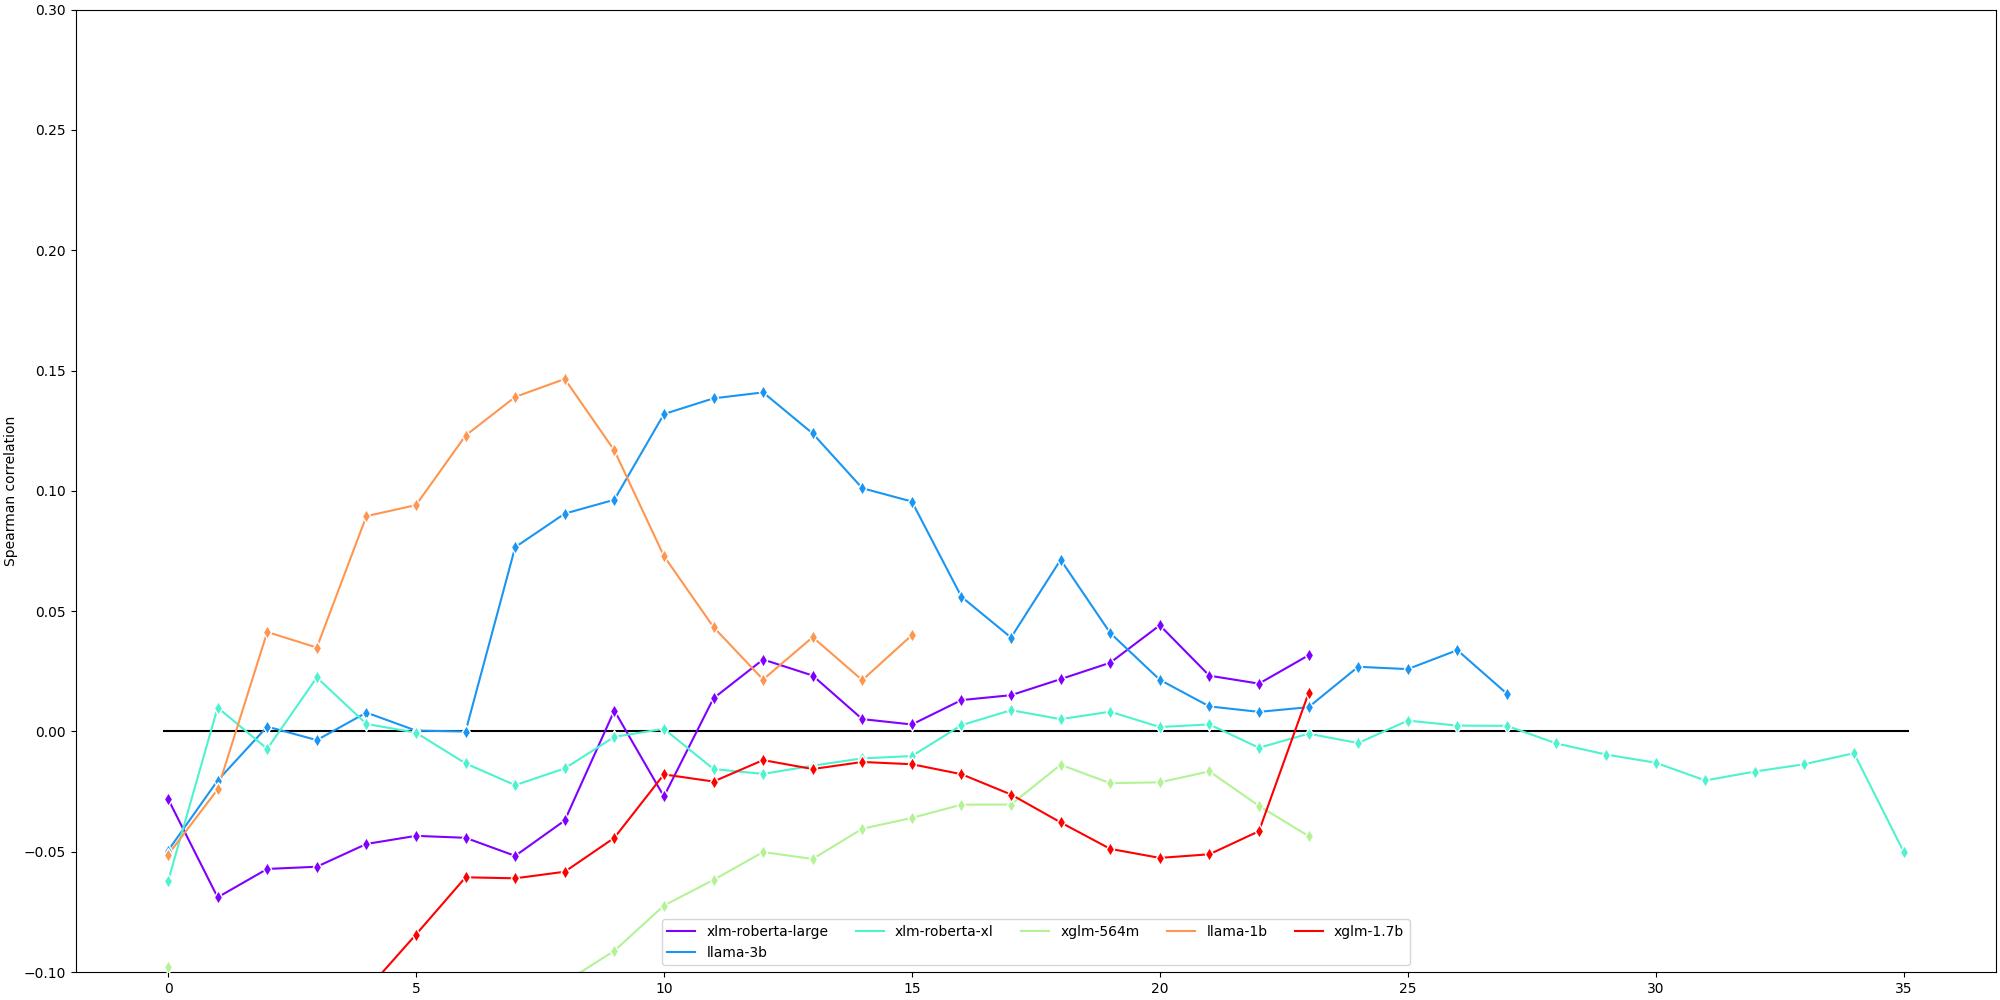 0.30
0.25
0.20
0.15
0.10
0.05
0.00
−0.05
−0.10
Spearman correlation
0 5 10 15 20 25 30 35
xlm-roberta-large xlm-roberta-xl xglm-564m llama-1b xglm-1.7b
llama-3b